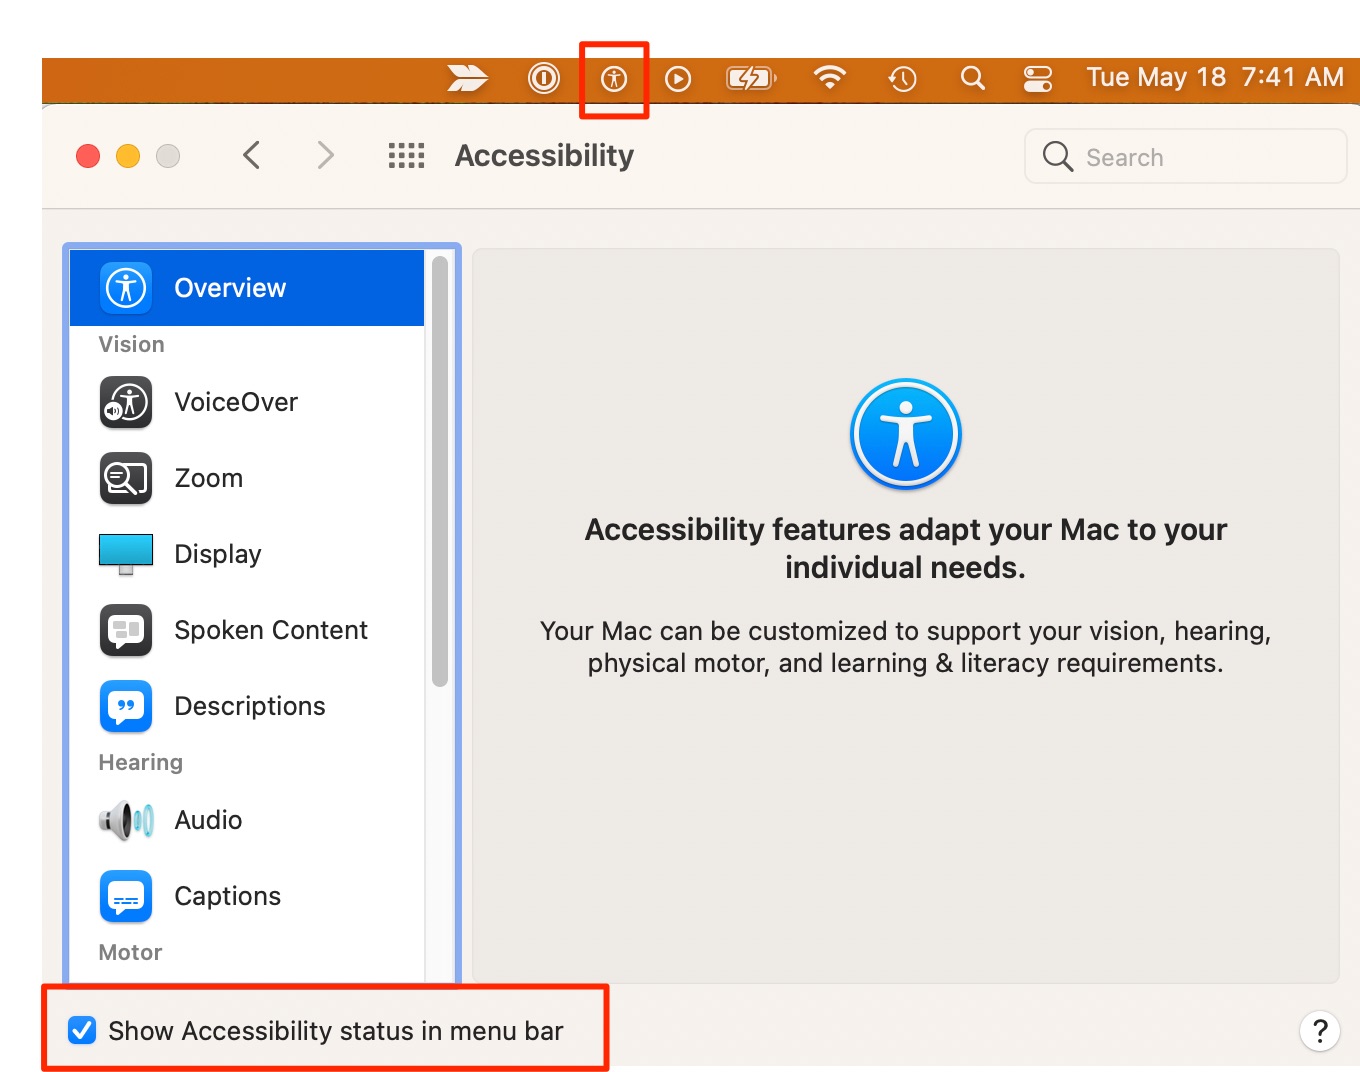 Tue May 18 7:41 AM
Accessibility
Search
Overview
Vision
VoiceOver
Zoom
Display
Spoken Content
Descriptions
Hearing
Audio
Captions
Motor
Accessibility features adapt your Mac to your
individual needs.
Your Mac can be customized to support your vision, hearing,
physical motor, and learning & literacy requirements.
Show Accessibility status in menu bar
?